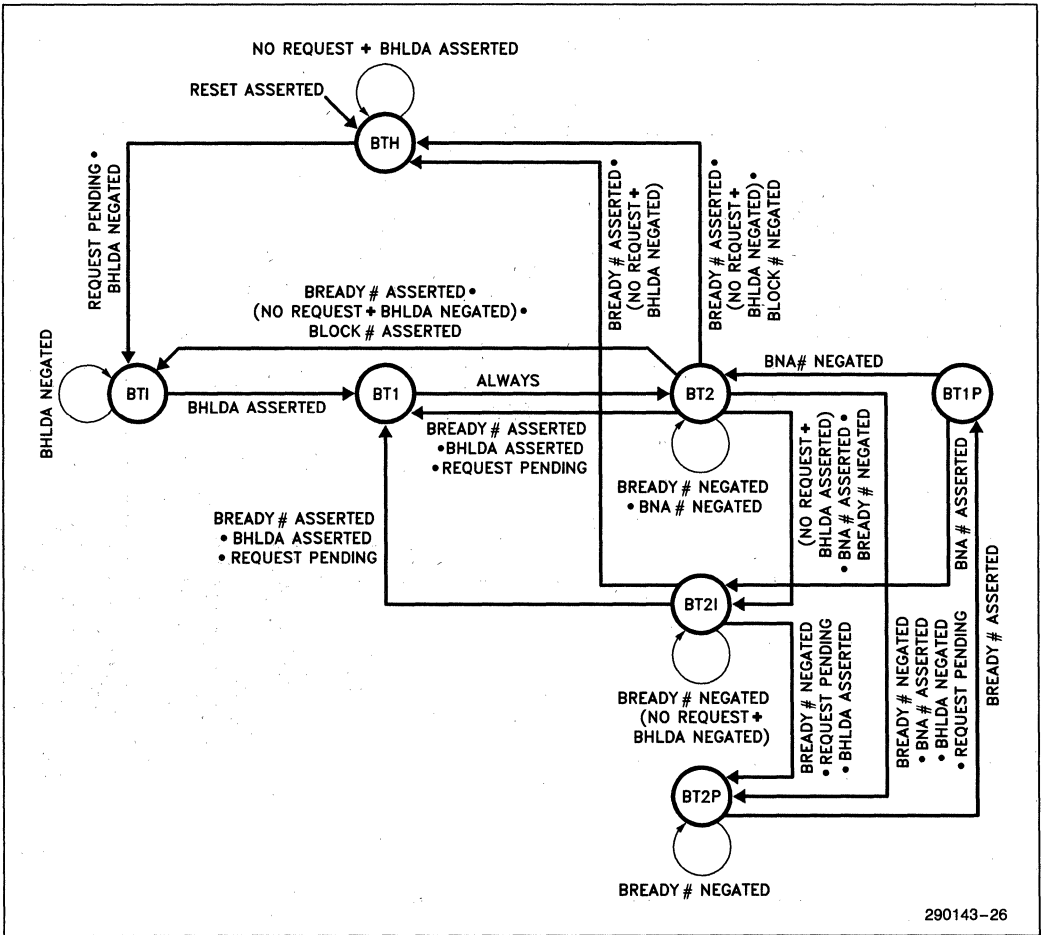 NO REQUEST + BHLDA ASSERTED
RESET ASSERTED
BTH
REQUEST PENDING •
BHLDA NEGATED
BREADY # ASSERTED •
(NO REQUEST +
BHLDA NEGATED)
BREADY # ASSERTED •
(NO REQUEST +
BHLDA NEGATED) •
BLOCK # NEGATED
BREADY # ASSERTED •
(NO REQUEST + BHLDA NEGATED) •
BLOCK # ASSERTED
BHLDA NEGATED
BTI
BHLDA ASSERTED
BT1
ALWAYS
BT2
BNA# NEGATED
BT1P
BREADY # ASSERTED
• BHLDA ASSERTED
• REQUEST PENDING
BREADY # NEGATED
• BNA # NEGATED
(NO REQUEST +
BHLDA ASSERTED)
• BNA # ASSERTED •
BREADY # NEGATED
BNA # ASSERTED
BREADY # ASSERTED
BREADY # ASSERTED
• BHLDA ASSERTED
• REQUEST PENDING
BT2I
BREADY # NEGATED
(NO REQUEST +
BHLDA NEGATED)
BREADY # NEGATED
• REQUEST PENDING
• BHLDA ASSERTED
BREADY # NEGATED
• BNA # ASSERTED
• BHLDA NEGATED
• REQUEST PENDING
BT2P
BREADY # NEGATED
290143–26